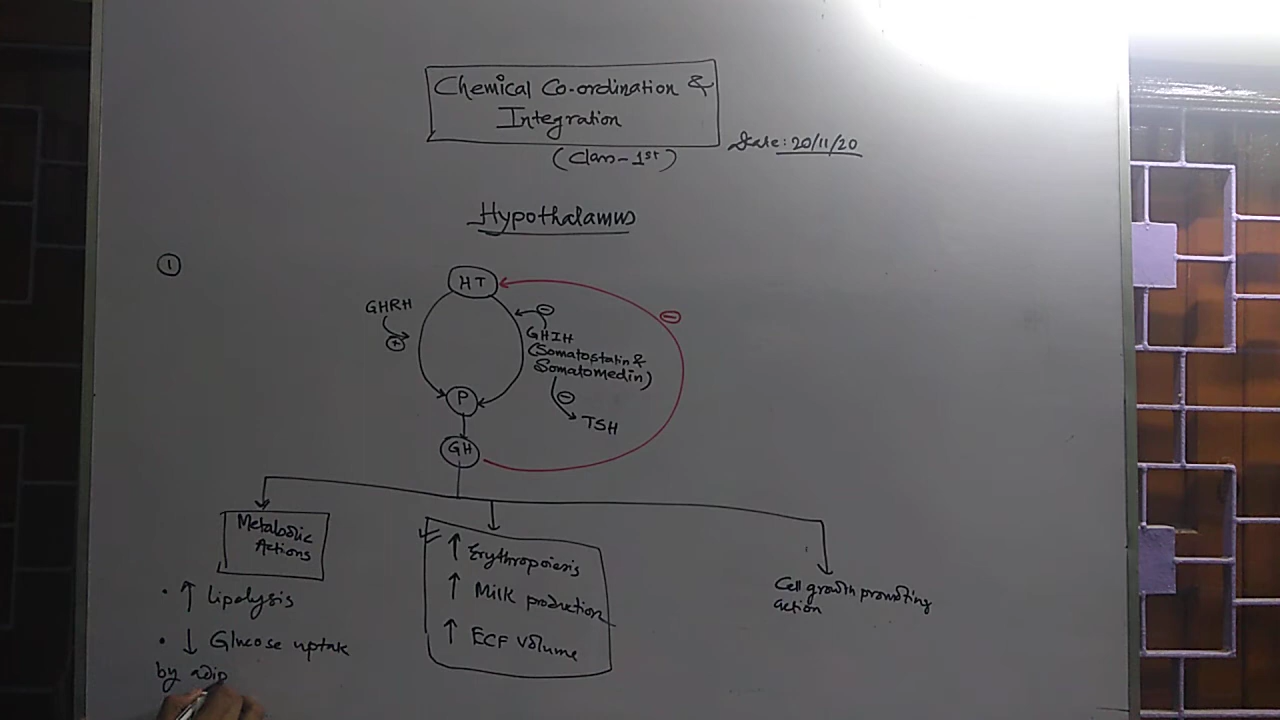 Chemical Co-ordination &
Integration
(Class-1st)
Date: 20/11/20
Hypothalamus
1
HT
GHRH
+
-
GHIH
(Somatostatin &
Somatomedin)
-
TSH
-
P
GH
Metabolic
Actions
• ↑ Lipolysis
• ↓ Glucose uptake
by adip
↑ Erythropoiesis
↑ Milk production
↑ ECF volume
Cell growth promoting
action